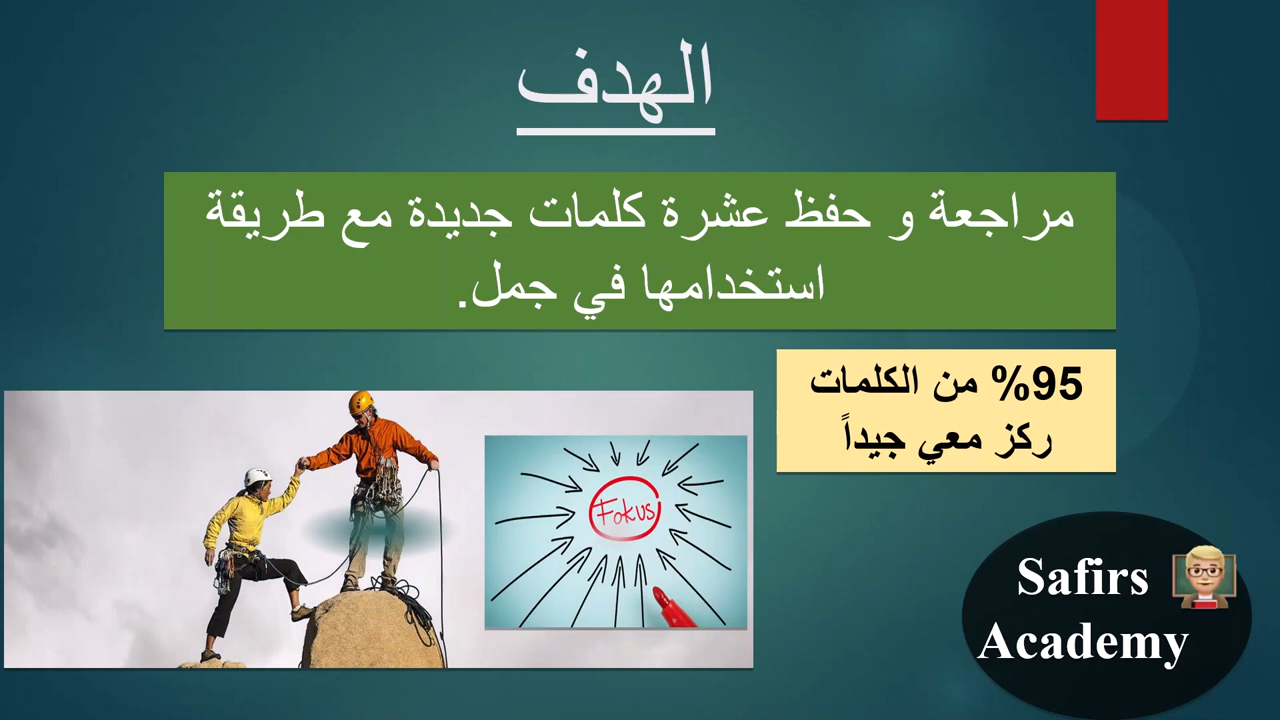 الهدف
مراجعة و حفظ عشرة كلمات جديدة مع طريقة
استخدامها في جمل.
95% من الكلمات
ركز معي جيداً
Fokus
Safirs
Academy